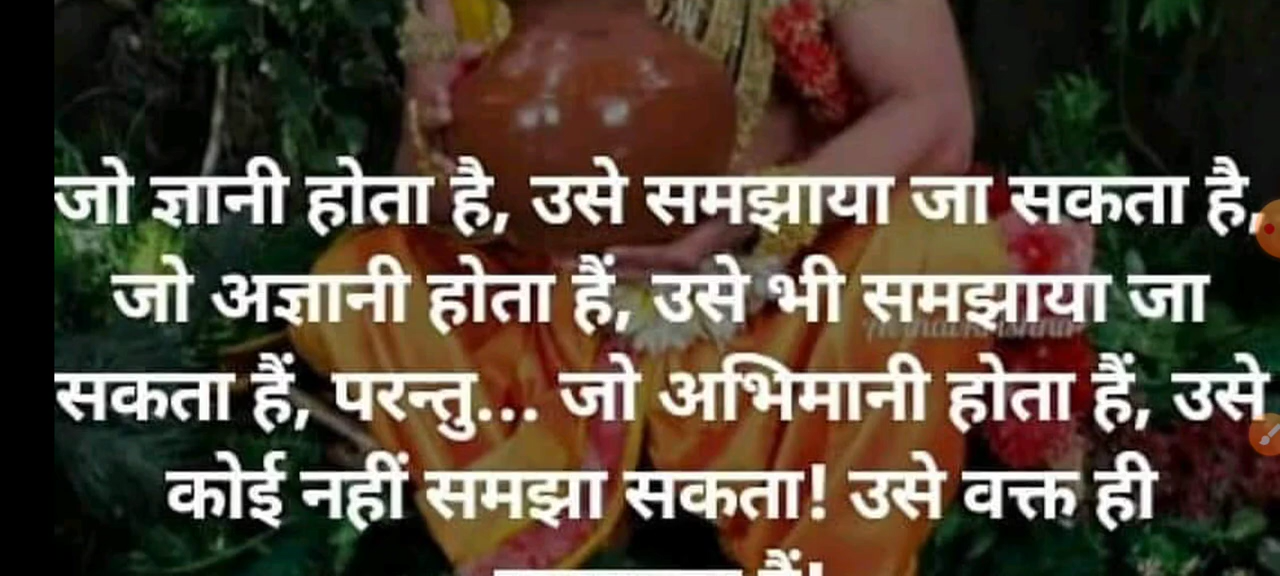 जो ज्ञानी होता है, उसे समझाया जा सकता है,
जो अज्ञानी होता हैं, उसे भी समझाया जा
सकता हैं, परन्तु... जो अभिमानी होता हैं, उसे
कोई नहीं समझा सकता! उसे वक्त ही
हैं!